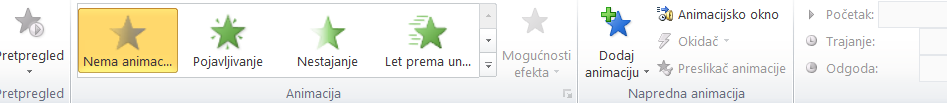 Pretpregled
Pretpregled
Nema animac...
Pojavljivanje
Nestajanje
Let prema un...
Mogućnosti
efekta
Animacija
Dodaj
animaciju
Animacijsko okno
Okidač
Preslikač animacije
Napredna animacija
Početak:
Trajanje:
Odgoda: